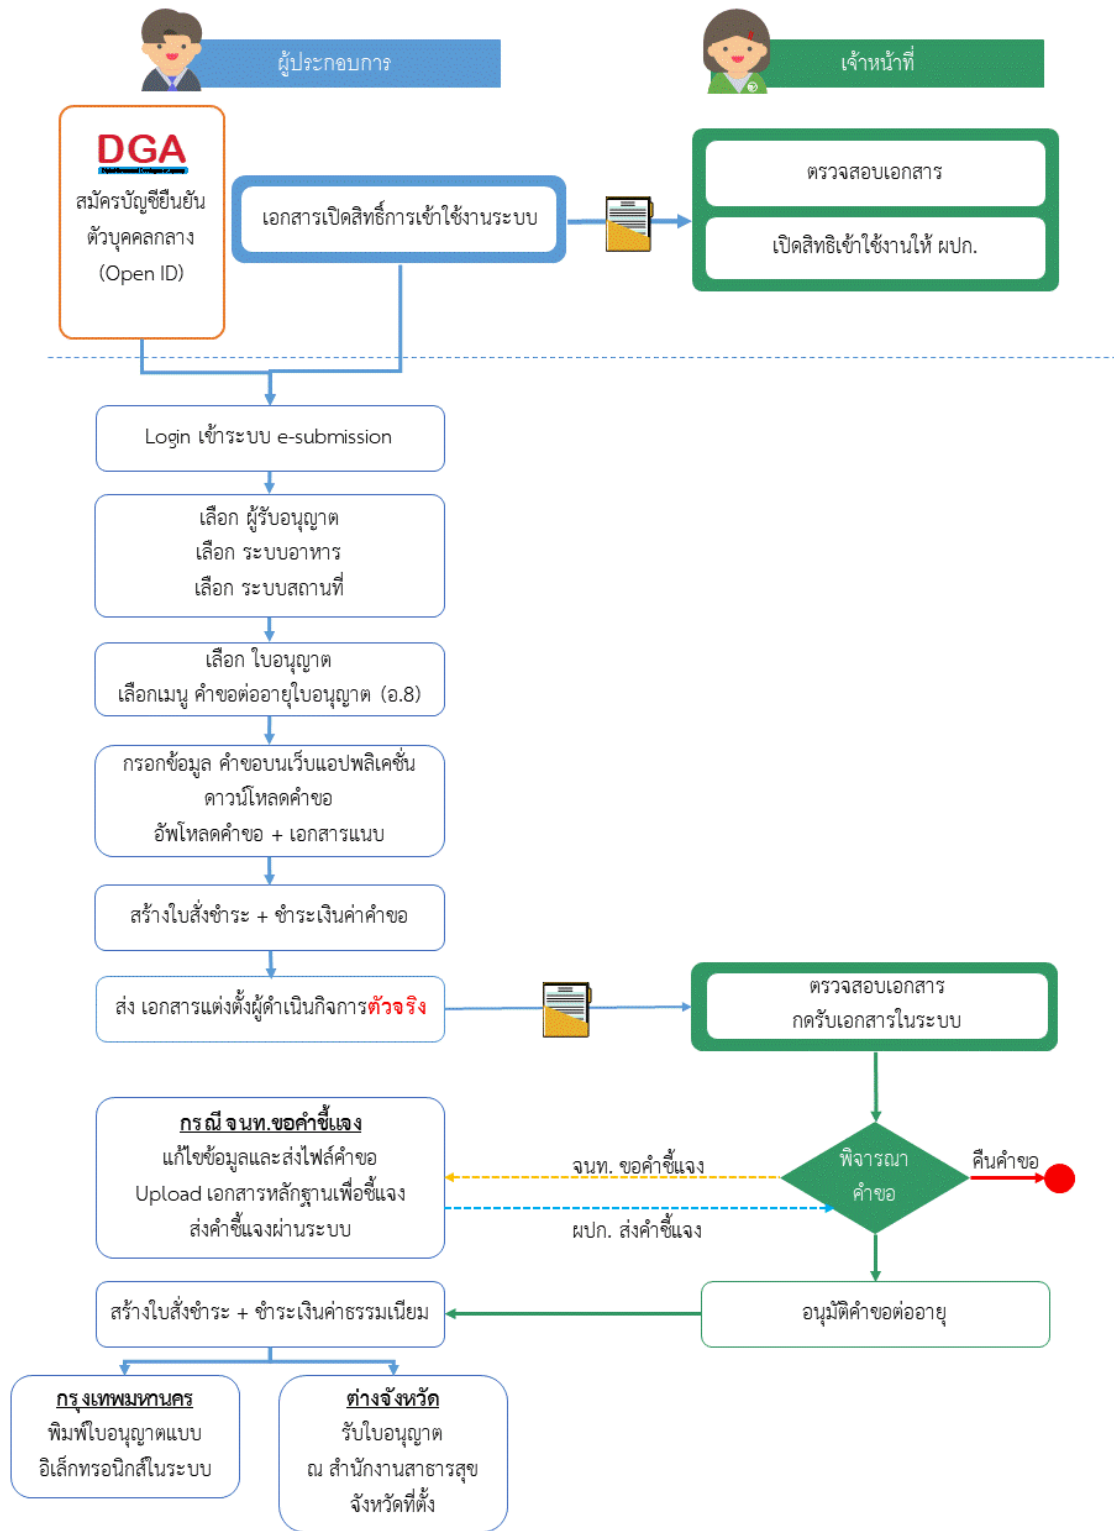 ผู้ประกอบการ
เจ้าหน้าที่
DGA
สมัครบัญชียืนยัน
ตัวบุคคลกลาง
(Open ID)
เอกสารเปิดสิทธิ์การเข้าใช้งานระบบ
ตรวจสอบเอกสาร
เปิดสิทธิเข้าใช้งานให้ ผปก.
Login เข้าระบบ e-submission
เลือก ผู้รับอนุญาต
เลือก ระบบอาหาร
เลือก ระบบสถานที่
เลือก ใบอนุญาต
เลือกเมนู คำขอต่ออายุใบอนุญาต (อ.8)
กรอกข้อมูล คำขอบนเว็บแอปพลิเคชั่น
ดาวน์โหลดคำขอ
อัพโหลดคำขอ + เอกสารแนบ
สร้างใบสั่งชำระ + ชำระเงินค่าคำขอ
ส่ง เอกสารแต่งตั้งผู้ดำเนินกิจการตัวจริง
ตรวจสอบเอกสาร
กดรับเอกสารในระบบ
กรณี จนท.ขอคำชี้แจง
แก้ไขข้อมูลและส่งไฟล์คำขอ
Upload เอกสารหลักฐานเพื่อชี้แจง
ส่งคำชี้แจงผ่านระบบ
จนท. ขอคำชี้แจง
ผปก. ส่งคำชี้แจง
พิจารณา
คำขอ
คืนคำขอ
สร้างใบสั่งชำระ + ชำระเงินค่าธรรมเนียม
อนุมัติคำขอต่ออายุ
กรุงเทพมหานคร
พิมพ์ใบอนุญาตแบบ
อิเล็กทรอนิกส์ในระบบ
ต่างจังหวัด
รับใบอนุญาต
ณ สำนักงานสาธารสุข
จังหวัดที่ตั้ง